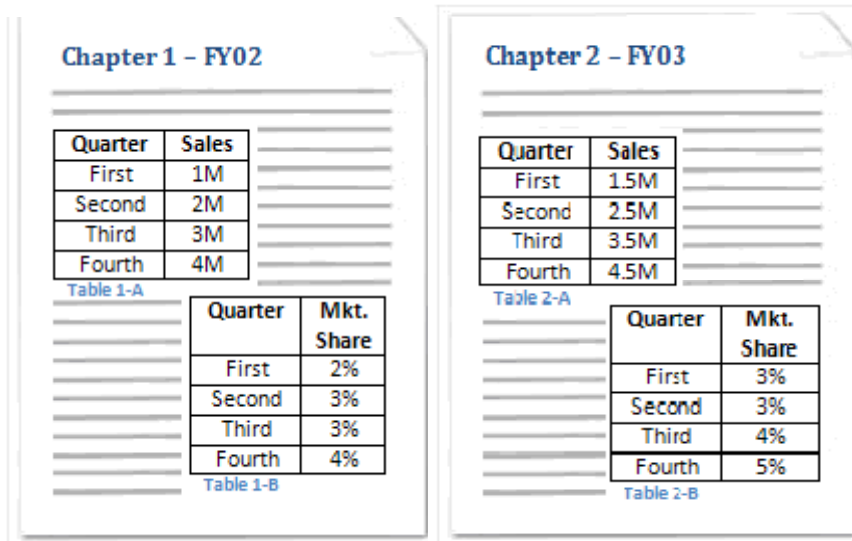 Chapter 1 – FY02
Quarter Sales
First 1M
Second 2M
Third 3M
Fourth 4M
Table 1-A
Quarter Mkt.
Share
First 2%
Second 3%
Third 3%
Fourth 4%
Table 1-B
Chapter 2 – FY03
Quarter Sales
First 1.5M
Second 2.5M
Third 3.5M
Fourth 4.5M
Table 2-A
Quarter Mkt.
Share
First 3%
Second 3%
Third 4%
Fourth 5%
Table 2-B